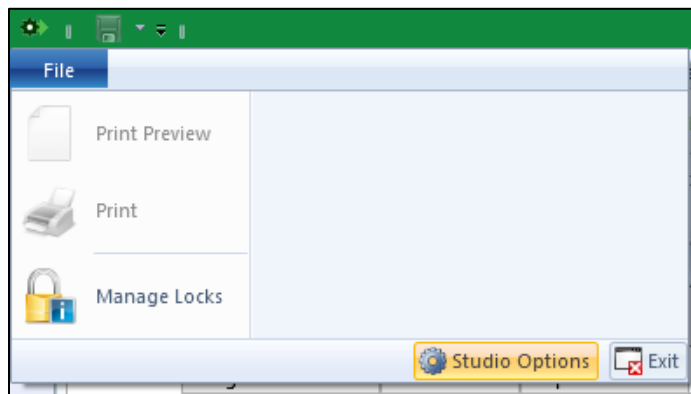 File
Print Preview
Print
Manage Locks
Studio Options
Exit